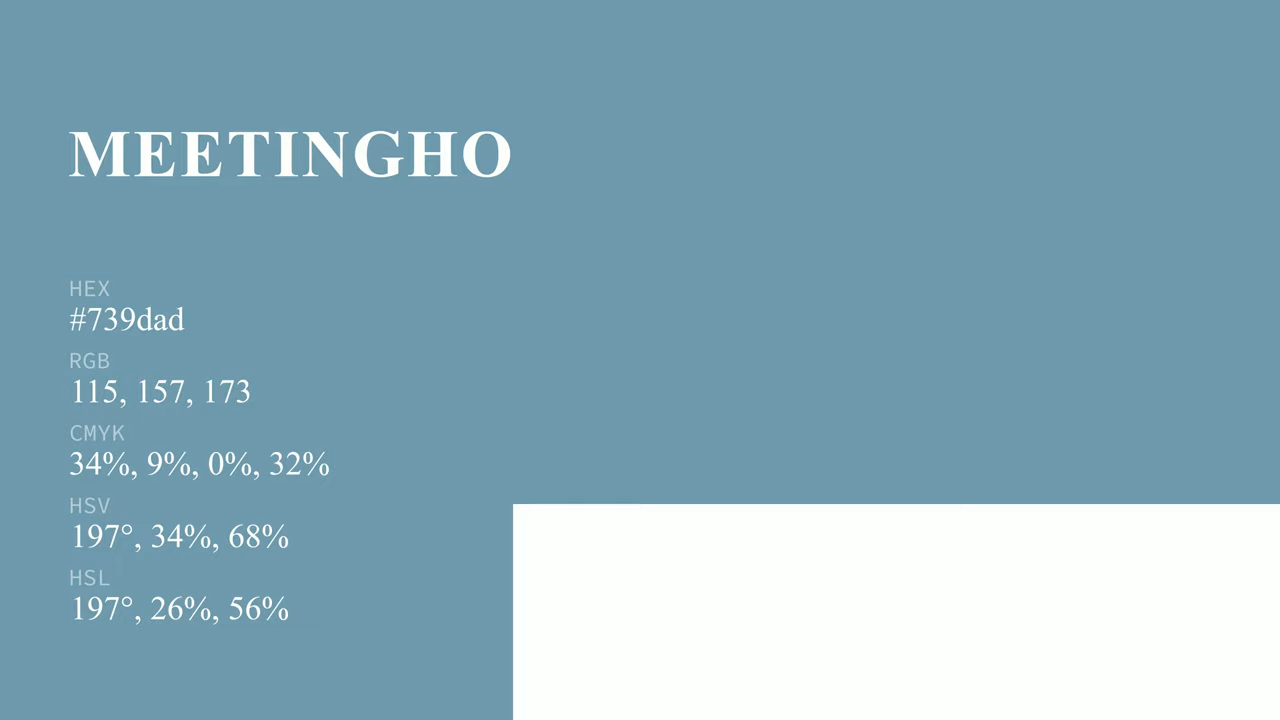 MEETINGHO
HEX
#739dad
RGB
115, 157, 173
CMYK
34%, 9%, 0%, 32%
HSV
197°, 34%, 68%
HSL
197°, 26%, 56%